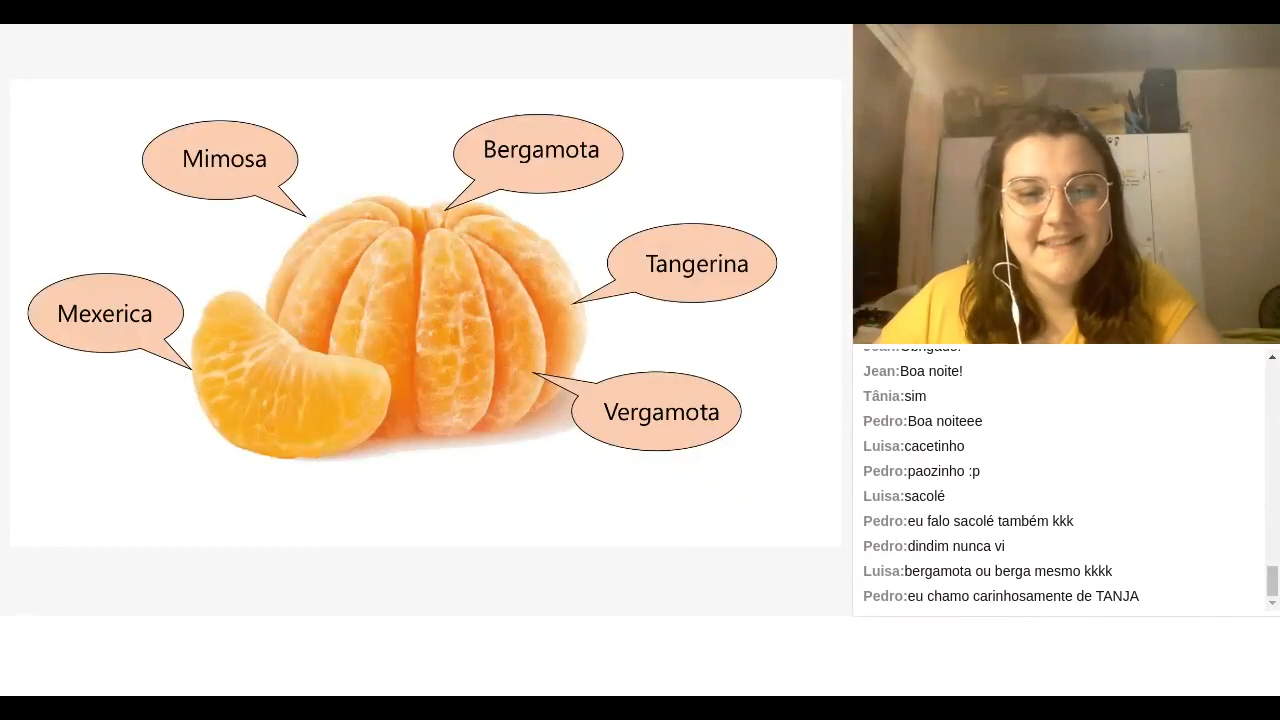 Mimosa
Bergamota
Tangerina
Mexerica
Vergamota
Jean:Boa noite!
Tânia:sim
Pedro:Boa noiteee
Luisa:cacetinho
Pedro:paozinho :p
Luisa:sacolé
Pedro:eu falo sacolé também kkk
Pedro:dindim nunca vi
Luisa:bergamota ou berga mesmo kkkk
Pedro:eu chamo carinhosamente de TANJA